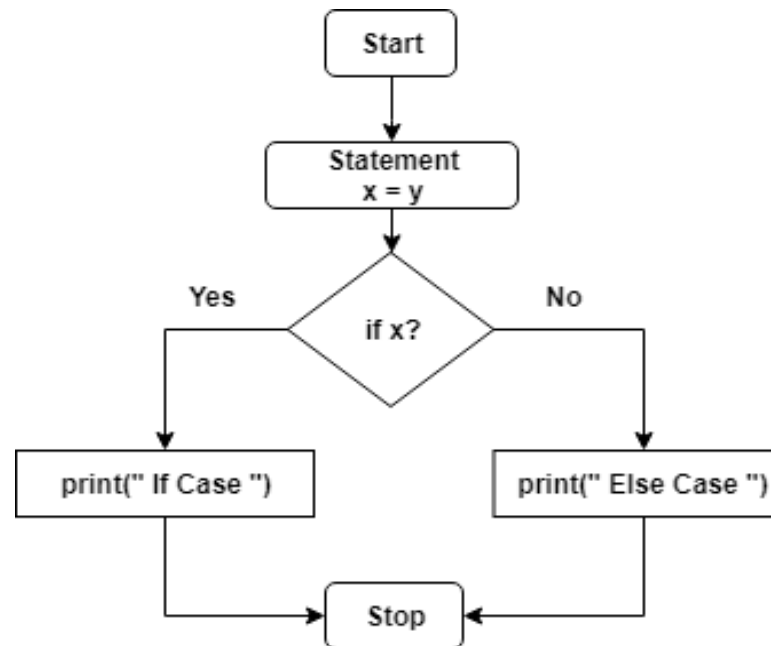 Start
Statement
x = y
if x?
Yes
No
print(" If Case ")
print(" Else Case ")
Stop